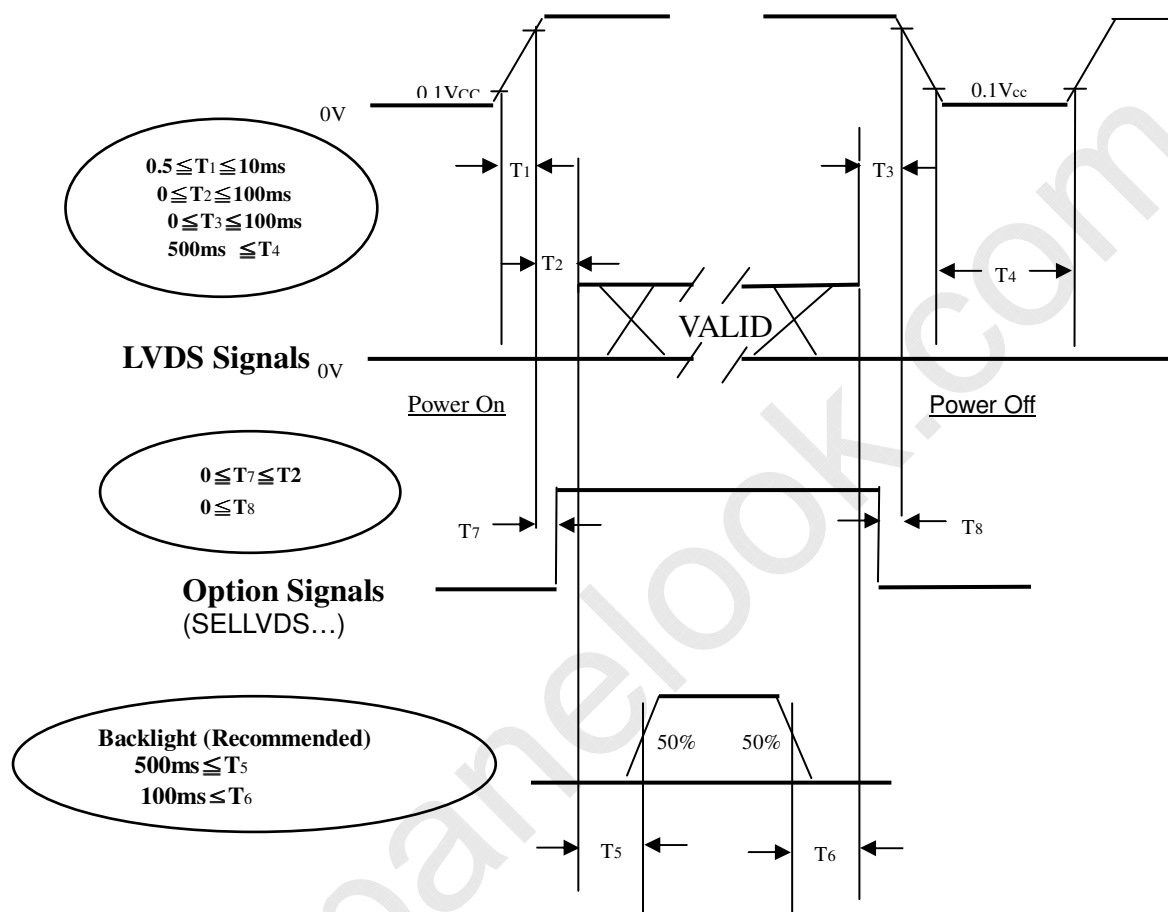 0.1Vcc
0.1Vcc
0V
0.5≦T1≦10ms
0≦T2≦100ms
0≦T3≦100ms
500ms ≦T4
T1
T3
T2
T4
VALID
LVDS Signals 0V
Power On
Power Off
0≦T7≦T2
0≦T8
T7
T8
Option Signals
(SELLVDS…)
Backlight (Recommended)
500ms≦T5
100ms≤T6
50%
50%
T5
T6
panelook.com